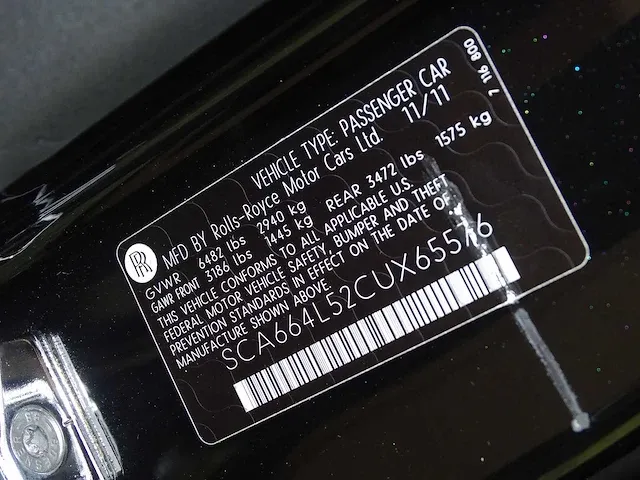 VEHICLE TYPE: PASSENGER CAR
MFD BY Rolls-Royce Motor Cars Ltd. 11/11
GVWR 6482 lbs 2940 kg
GAWR FRONT 3186 lbs 1445 kg REAR 3472 lbs 1575 kg
THIS VEHICLE CONFORMS TO ALL APPLICABLE U.S.
FEDERAL MOTOR VEHICLE SAFETY, BUMPER AND THEFT
PREVENTION STANDARDS IN EFFECT ON THE DATE OF
MANUFACTURE SHOWN ABOVE.
SCA664L52CUX65576
7 116 800
RR